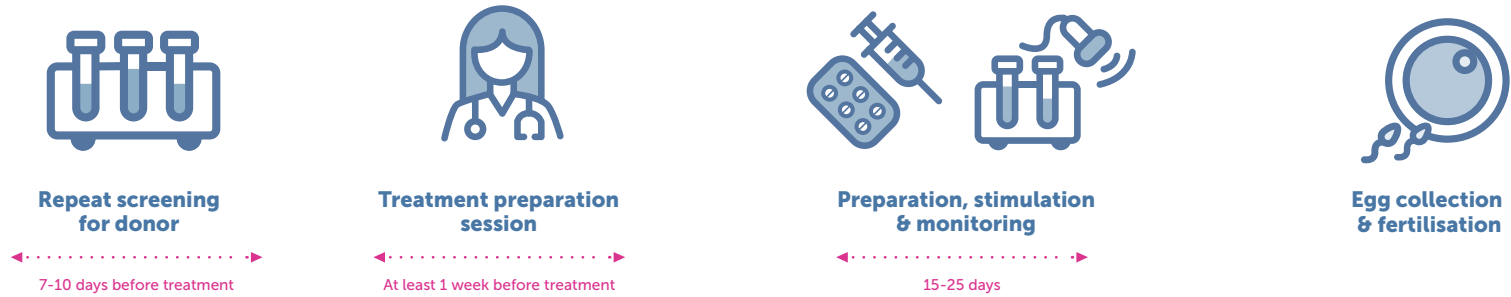 Repeat screening
for donor
7-10 days before treatment
Treatment preparation
session
At least 1 week before treatment
Preparation, stimulation
& monitoring
15-25 days
Egg collection
& fertilisation